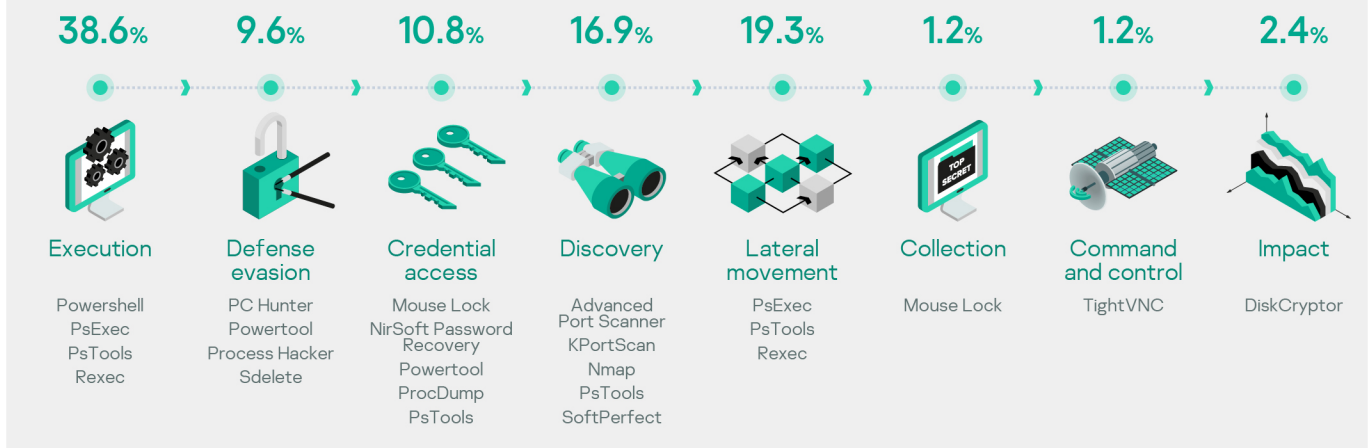 38.6% 9.6% 10.8% 16.9% 19.3% 1.2% 1.2% 2.4%
TOP
SECRET
Execution
Powershell
PsExec
PsTools
Rexec
Defense
evasion
PC Hunter
Powertool
Process Hacker
Sdelete
Credential
access
Mouse Lock
NirSoft Password
Recovery
Powertool
ProcDump
PsTools
Discovery
Advanced
Port Scanner
KPortScan
Nmap
PsTools
SoftPerfect
Lateral
movement
PsExec
PsTools
Rexec
Collection
Mouse Lock
Command
and control
TightVNC
Impact
DiskCryptor